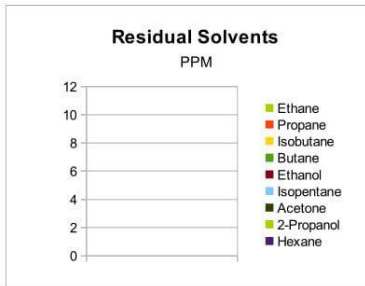 Residual Solvents
PPM
12
10
8
6
4
2
0
Ethane
Propane
Isobutane
Butane
Ethanol
Isopentane
Acetone
2-Propanol
Hexane